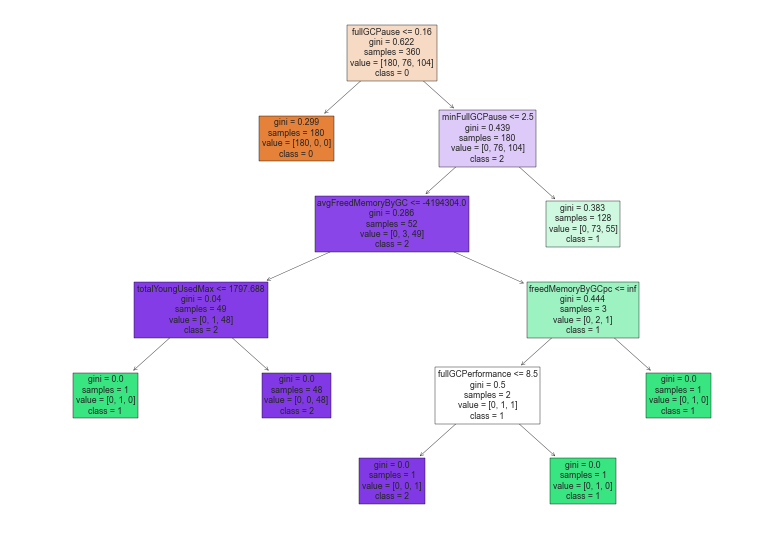 fullGCPause <= 0.16
gini = 0.622
samples = 360
value = [180, 76, 104]
class = 0
gini = 0.299
samples = 180
value = [180, 0, 0]
class = 0
minFullGCPause <= 2.5
gini = 0.439
samples = 180
value = [0, 76, 104]
class = 2
avgFreedMemoryByGC <= -4194304.0
gini = 0.286
samples = 52
value = [0, 3, 49]
class = 2
gini = 0.383
samples = 128
value = [0, 73, 55]
class = 1
totalYoungUsedMax <= 1797.688
gini = 0.04
samples = 49
value = [0, 1, 48]
class = 2
freedMemoryByGCpc <= inf
gini = 0.444
samples = 3
value = [0, 2, 1]
class = 1
gini = 0.0
samples = 1
value = [0, 1, 0]
class = 1
gini = 0.0
samples = 48
value = [0, 0, 48]
class = 2
fullGCPerformance <= 8.5
gini = 0.5
samples = 2
value = [0, 1, 1]
class = 1
gini = 0.0
samples = 1
value = [0, 1, 0]
class = 1
gini = 0.0
samples = 1
value = [0, 0, 1]
class = 2
gini = 0.0
samples = 1
value = [0, 1, 0]
class = 1